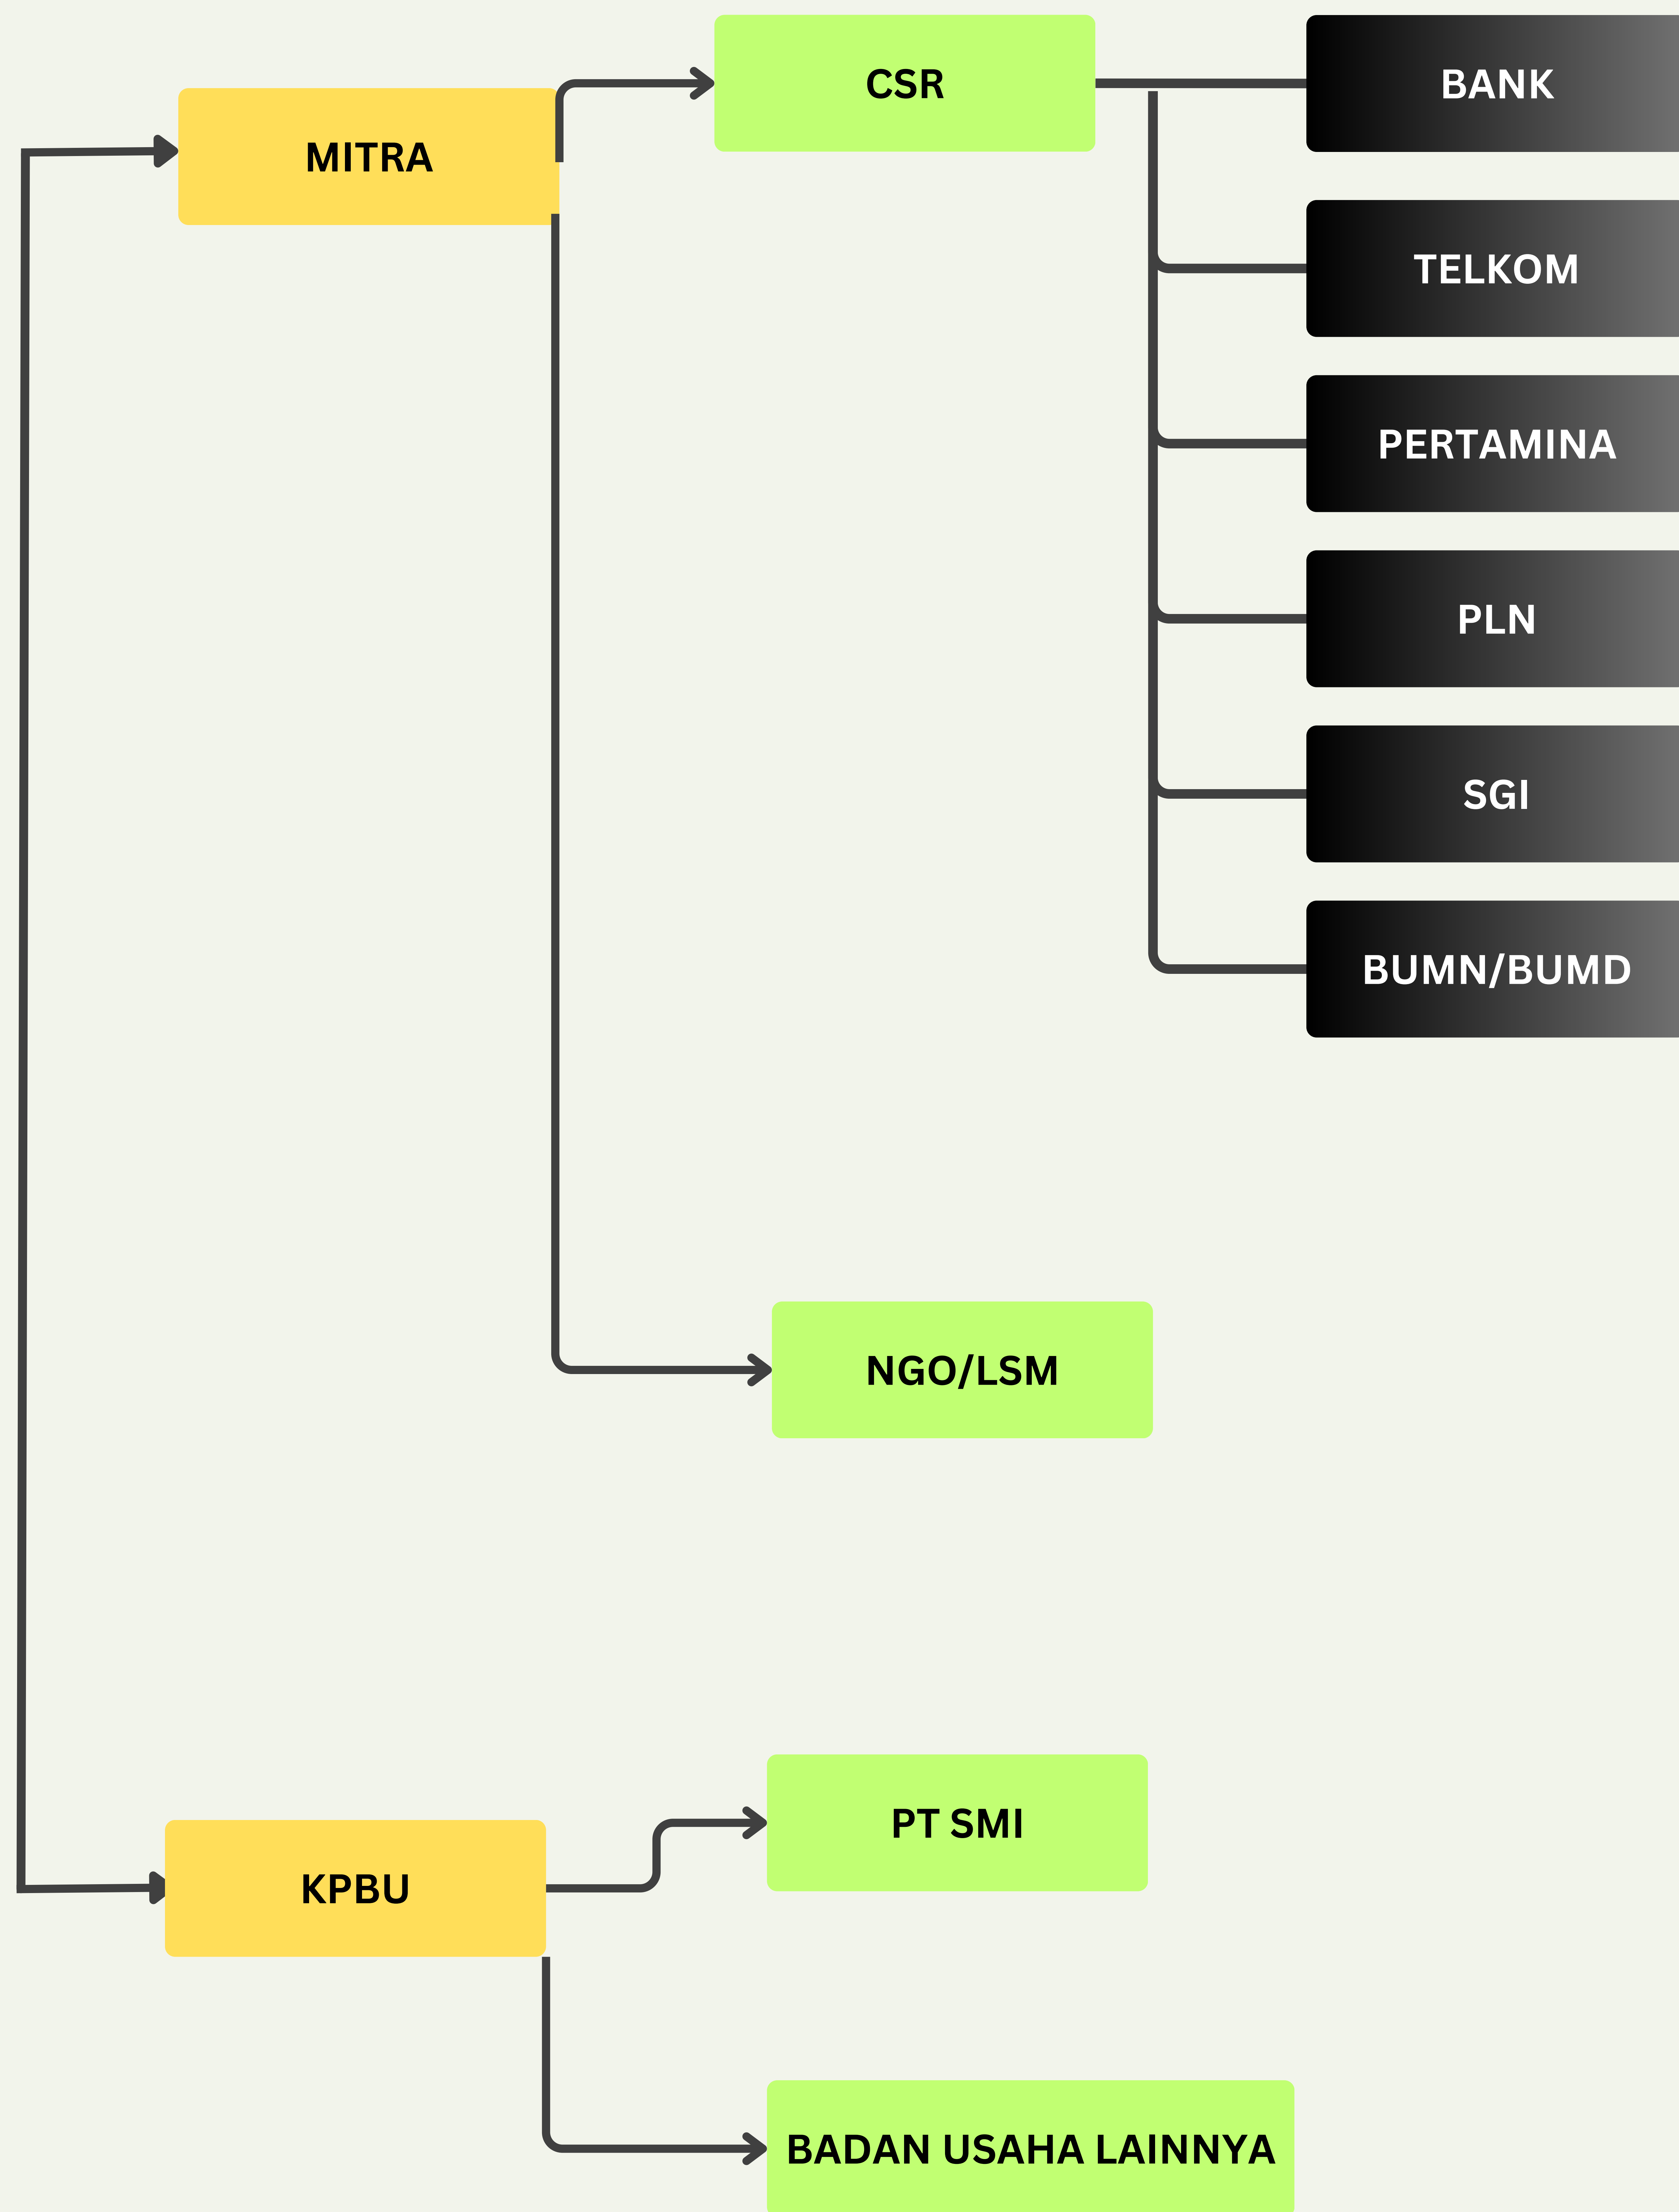 MITRA
CSR
BANK
TELKOM
PERTAMINA
PLN
SGI
BUMN/BUMD
NGO/LSM
KPBU
PT SMI
BADAN USAHA LAINNYA